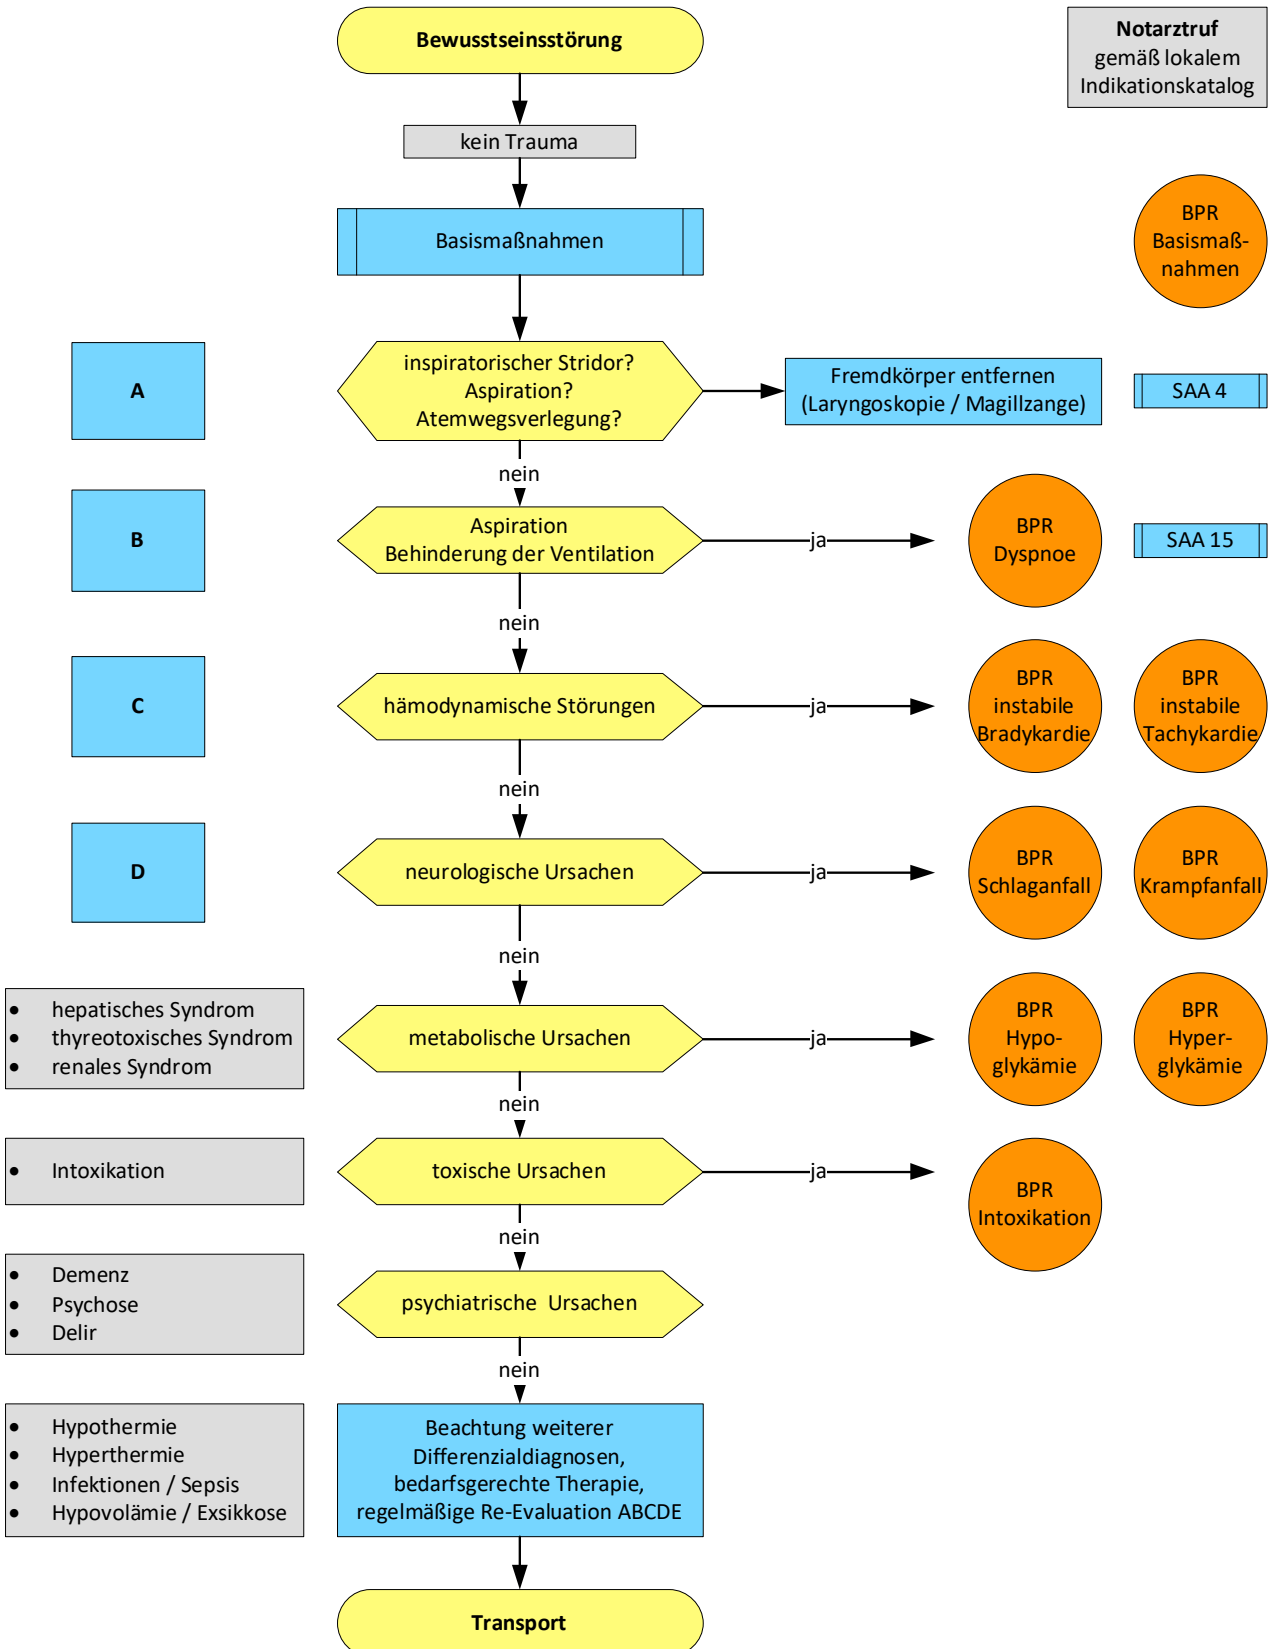 Bewusstseinsstörung
Notarztruf
gemäß lokalem
Indikationskatalog
kein Trauma
Basismaßnahmen
BPR
Basismaß-
nahmen
A
inspiratorischer Stridor?
Aspiration?
Atemwegsverlegung?
Fremdkörper entfernen
(Laryngoskopie / Magillzange)
SAA 4
nein
B
Aspiration
Behinderung der Ventilation
ja
BPR
Dyspnoe
SAA 15
nein
C
hämodynamische Störungen
ja
BPR
instabile
Bradykardie
BPR
instabile
Tachykardie
nein
D
neurologische Ursachen
ja
BPR
Schlaganfall
BPR
Krampfanfall
nein
• hepatisches Syndrom
• thyreotoxisches Syndrom
• renales Syndrom
metabolische Ursachen
ja
BPR
Hypo-
glykämie
BPR
Hyper-
glykämie
nein
• Intoxikation
toxische Ursachen
ja
BPR
Intoxikation
nein
• Demenz
• Psychose
• Delir
psychiatrische Ursachen
nein
• Hypothermie
• Hyperthermie
• Infektionen / Sepsis
• Hypovolämie / Exsikkose
Beachtung weiterer
Differenzialdiagnosen,
bedarfsgerechte Therapie,
regelmäßige Re-Evaluation ABCDE
Transport